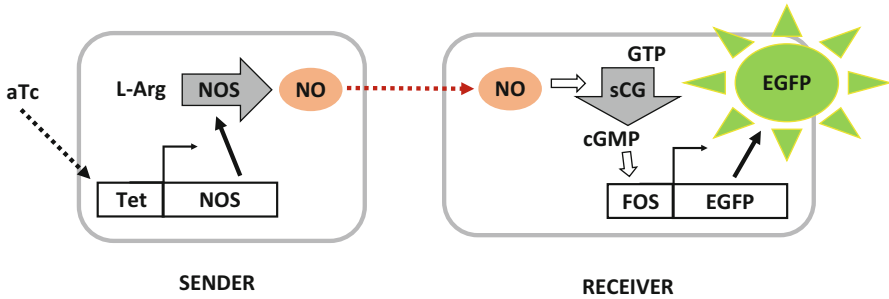 aTc
L-Arg
NOS
NO
Tet
NOS
SENDER
NO
GTP
sCG
cGMP
FOS
EGFP
EGFP
RECEIVER